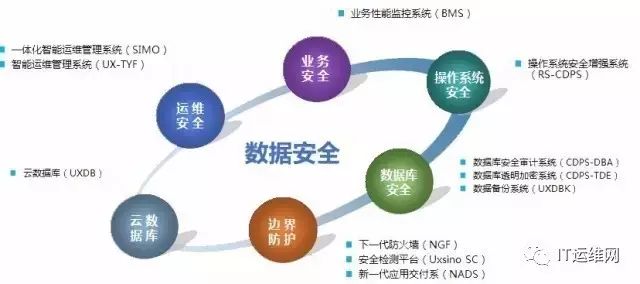 业务性能监控系统（BMS）
一体化智能运维管理系统（SIMO）
智能运维管理系统（UX-TYF）
业务
安全
操作系统
安全
操作系统安全增强系统
（RS-CDPS）
运维
安全
数据安全
数据库
安全
数据库安全审计系统（CDPS-DBA）
数据库透明加密系统（CDPS-TDE）
数据备份系统（UXDBK）
云数据库（UXDB）
云数
据库
边界
防护
下一代防火墙（NGF）
安全检测平台（Uxsino SC）
新一代应用交付系（NADS）
IT运维网